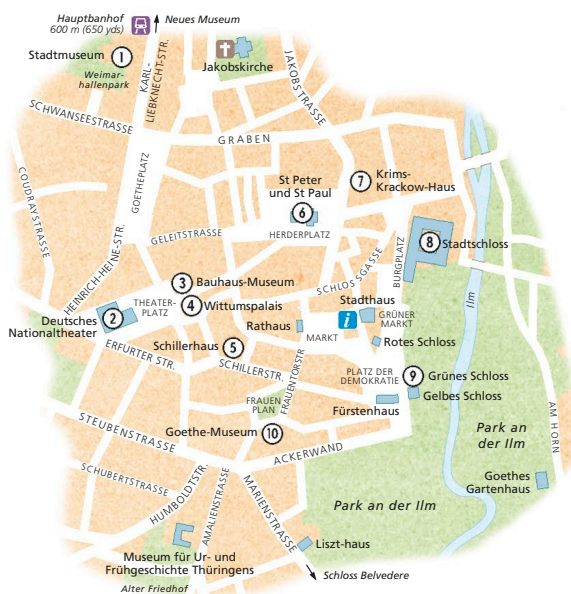 Hauptbanhof
600 m (650 yds)
Neues Museum
Stadtmuseum
1
Weimar-
hallenpark
KARL-
LIEBKNECHT-STR.
Jakobskirche
JAKOBSTRASSE
SCHWANSEESTRASSE
GRABEN
COUDRAYSTRASSE
GOETHEPLATZ
St Peter
und St Paul
6
7
Krims-
Krackow-Haus
GELEITSTRASSE
HERDERPLATZ
HEINRICH-HEINE-STR.
BURGPLATZ
8
Stadtschloss
Ilm
3
Bauhaus-Museum
SCHLOSSGASSE
THEATER-
PLATZ
4
Wittumspalais
Stadthaus
2
Deutsches
Nationaltheater
Rathaus
i
GRÜNER
MARKT
MARKT
Rotes Schloss
Schillerhaus
5
ERFURTER STR.
SCHILLERSTR.
FRAUENTORSTR
PLATZ DER
DEMOKRATIE
9
Grünes Schloss
Gelbes Schloss
FRAUEN
PLAN
Fürstenhaus
STEUBENSTRASSE
Goethe-Museum
10
ACKERWAND
Park an
der Ilm
AM HORN
SCHUBERTSTRASSE
HUMBOLDTSTR.
AMALIENSTRASSE
MARIENSTRASSE
Goethes
Gartenhaus
Park an der Ilm
Liszt-haus
Museum für Ur- und
Frühgeschichte Thüringens
Schloss Belvedere
Alter Friedhof